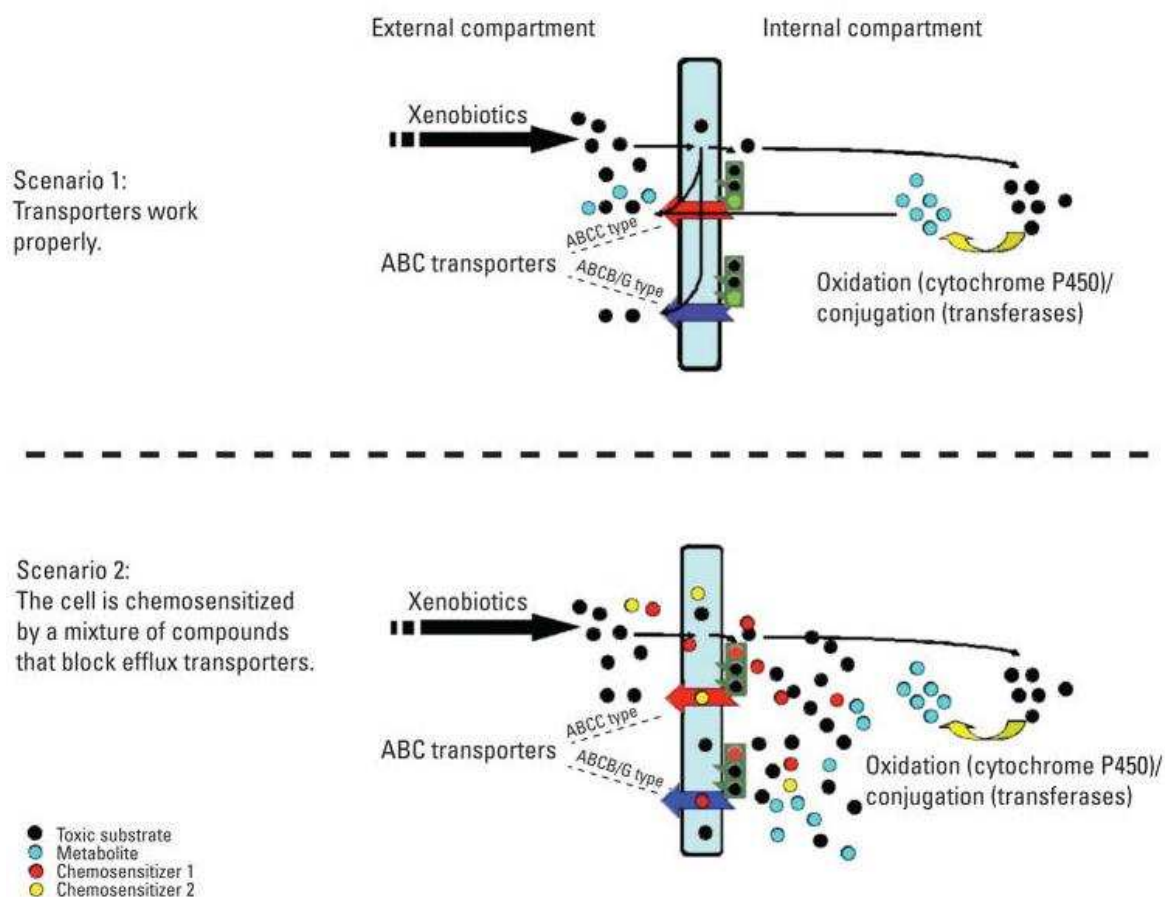 External compartment
Internal compartment
Xenobiotics
Scenario 1:
Transporters work
properly.
ABCC type
ABC transporters
ABCB/G type
Oxidation (cytochrome P450)/
conjugation (transferases)
Scenario 2:
The cell is chemosensitized
by a mixture of compounds
that block efflux transporters.
Xenobiotics
ABCC type
ABC transporters
ABCB/G type
Oxidation (cytochrome P450)/
conjugation (transferases)
Toxic substrate
Metabolite
Chemosensitizer 1
Chemosensitizer 2